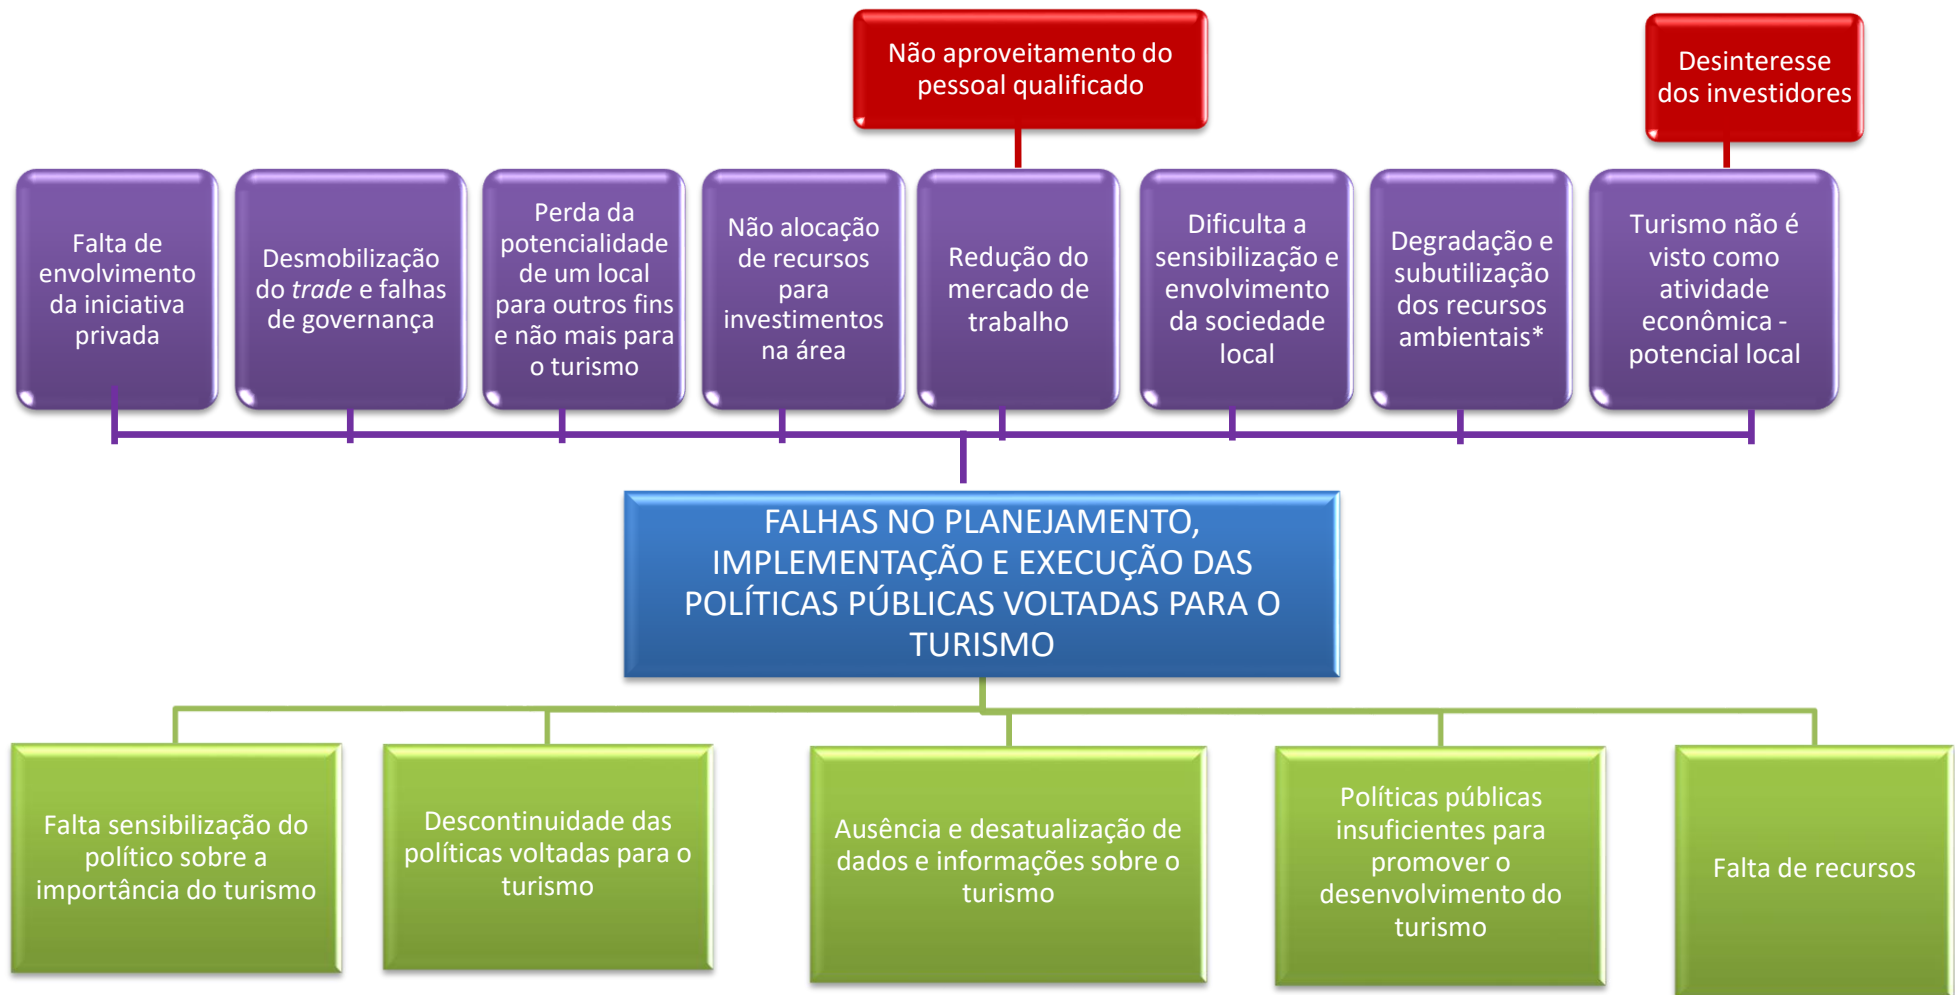 Não aproveitamento do
pessoal qualificado
Desinteresse
dos investidores
Falta de
envolvimento
da iniciativa
privada
Desmobilização
do trade e falhas
de governança
Perda da
potencialidade
de um local
para outros fins
e não mais para
o turismo
Não alocação
de recursos
para
investimentos
na área
Redução do
mercado de
trabalho
Dificulta a
sensibilização e
envolvimento
da sociedade
local
Degradação e
subutilização
dos recursos
ambientais*
Turismo não é
visto como
atividade
econômica -
potencial local
FALHAS NO PLANEJAMENTO,
IMPLEMENTAÇÃO E EXECUÇÃO DAS
POLÍTICAS PÚBLICAS VOLTADAS PARA O
TURISMO
Falta sensibilização do
político sobre a
importância do turismo
Descontinuidade das
políticas voltadas para o
turismo
Ausência e desatualização de
dados e informações sobre o
turismo
Políticas públicas
insuficientes para
promover o
desenvolvimento do
turismo
Falta de recursos